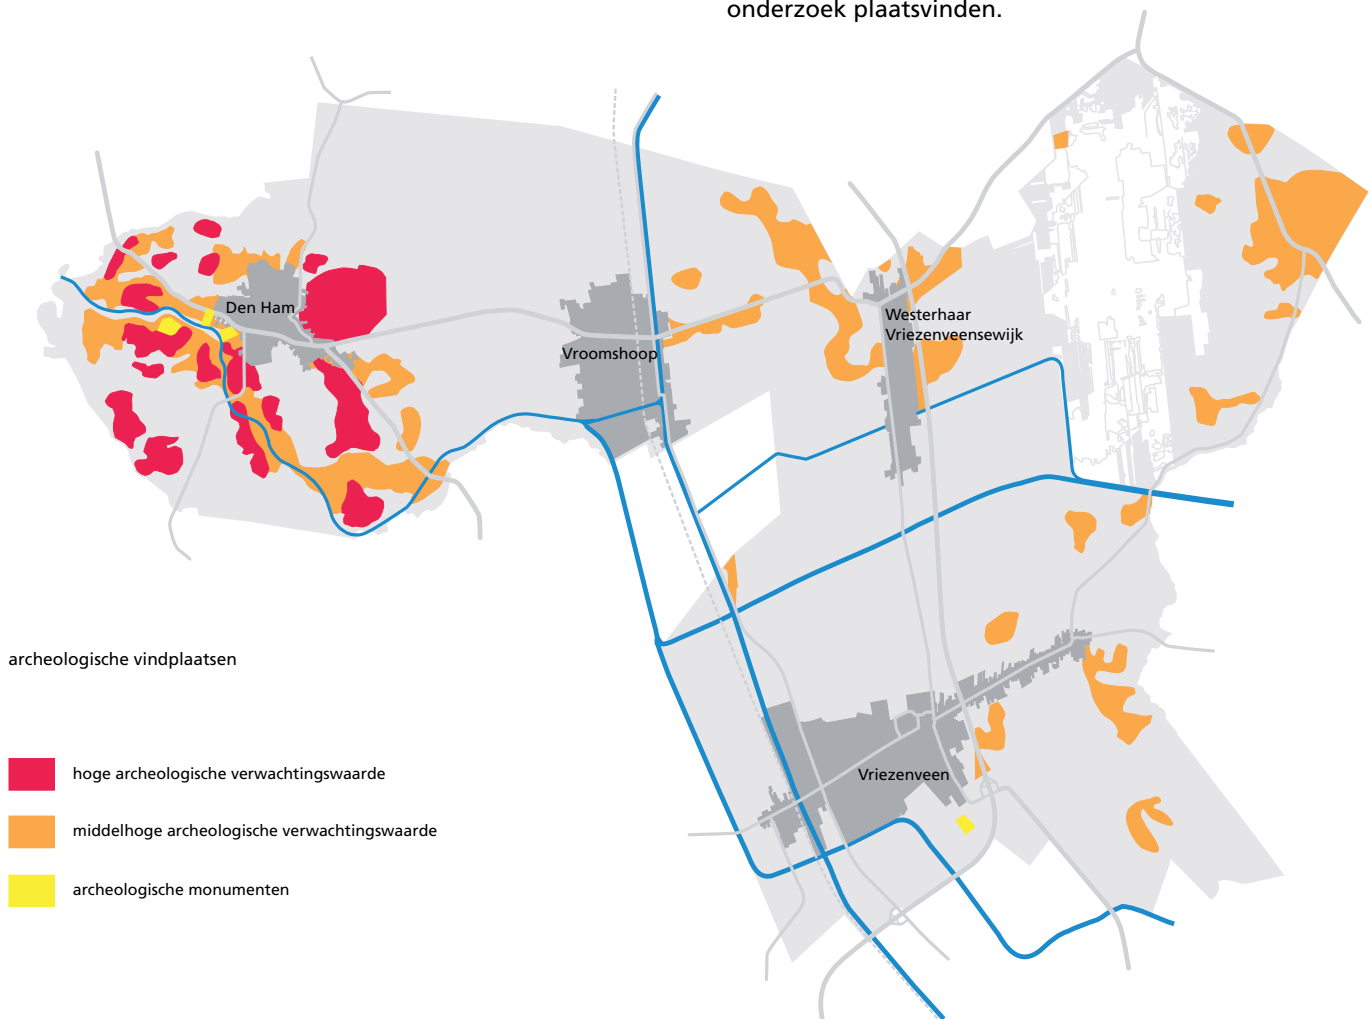 onderzoek plaatsvinden.
Den Ham
Vroomshoop
Westerhaar
Vriezenveensewijk
Vriezenveen
archeologische vindplaatsen
hoge archeologische verwachtingswaarde
middelhoge archeologische verwachtingswaarde
archeologische monumenten